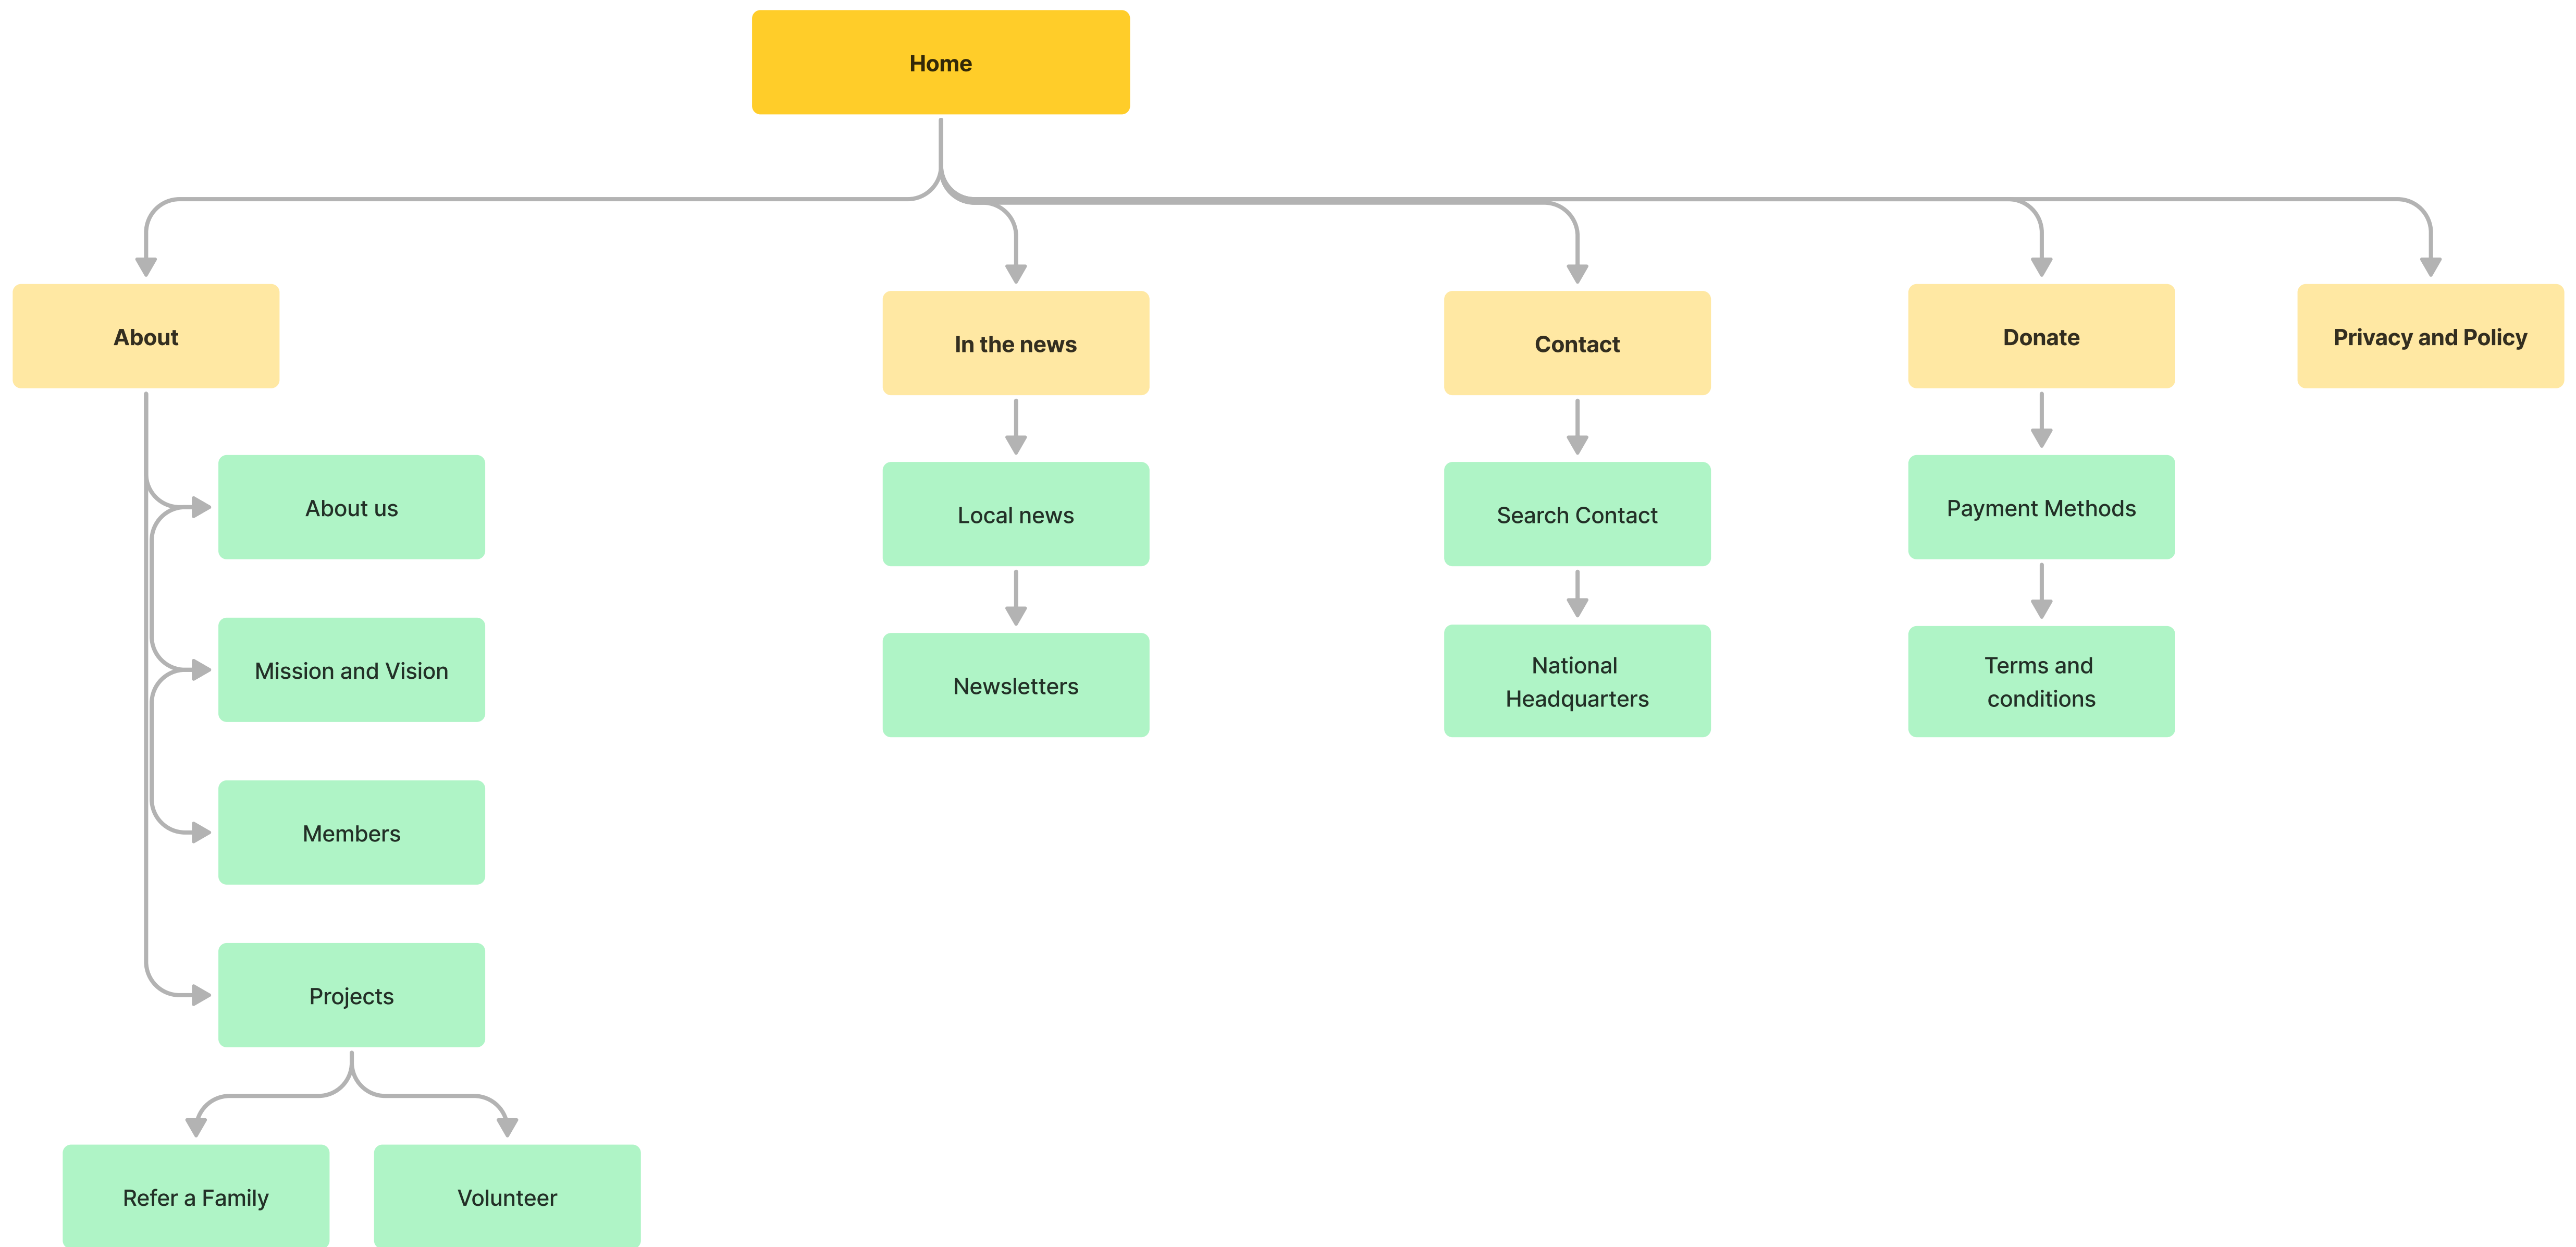 Home
About
In the news
Contact
Donate
Privacy and Policy
About us
Local news
Search Contact
Payment Methods
Mission and Vision
Newsletters
National
Headquarters
Terms and
conditions
Members
Projects
Refer a Family
Volunteer